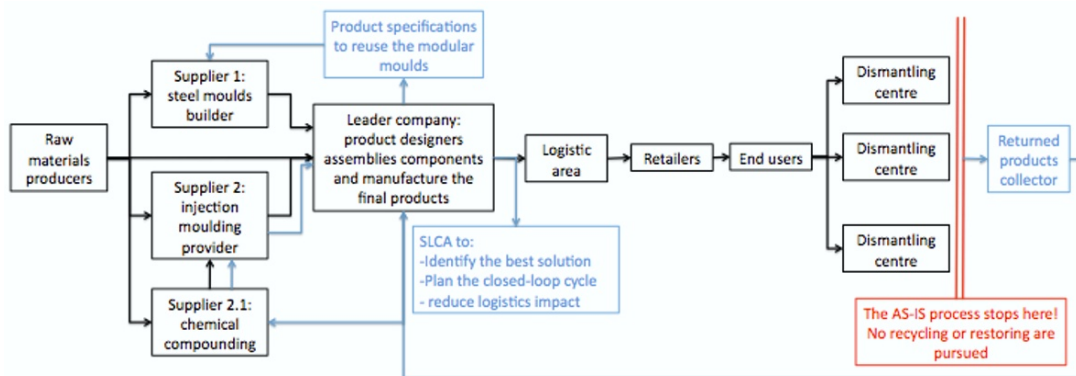 Product specifications
to reuse the modular
moulds
Supplier 1:
steel moulds
builder
Raw
materials
producers
Leader company:
product designers
assemblies components
and manufacture the
final products
Supplier 2:
injection
moulding
provider
Supplier 2.1:
chemical
compounding
SLCA to:
-Identify the best solution
-Plan the closed-loop cycle
- reduce logistics impact
Logistic
area
Retailers
End users
Dismantling
centre
Dismantling
centre
Dismantling
centre
Returned
products
collector
The AS-IS process stops here!
No recycling or restoring are
pursued